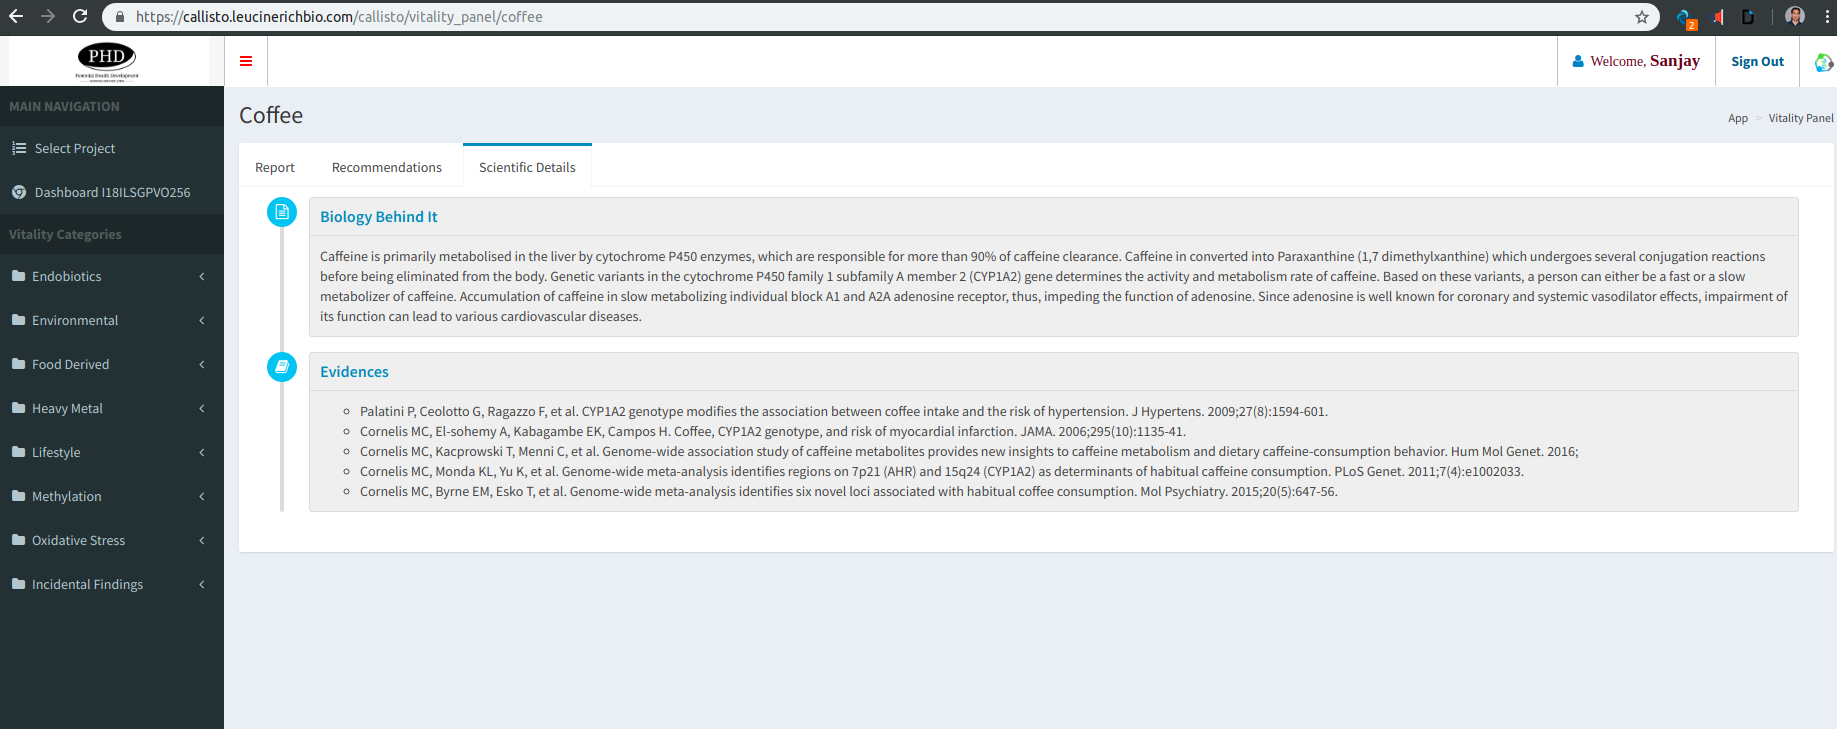 https://callisto.leucinerichbio.com/callisto/vitality_panel/coffee
2
PHD
Welcome, Sanjay
Sign Out
MAIN NAVIGATION
Select Project
Dashboard I18ILSGPVO256
Vitality Categories
Endobiotics
Environmental
Food Derived
Heavy Metal
Lifestyle
Methylation
Oxidative Stress
Incidental Findings
Coffee
App > Vitality Panel
Report
Recommendations
Scientific Details
Biology Behind It
Caffeine is primarily metabolised in the liver by cytochrome P450 enzymes, which are responsible for more than 90% of caffeine clearance. Caffeine in converted into Paraxanthine (1,7 dimethylxanthine) which undergoes several conjugation reactions
before being eliminated from the body. Genetic variants in the cytochrome P450 family 1 subfamily A member 2 (CYP1A2) gene determines the activity and metabolism rate of caffeine. Based on these variants, a person can either be a fast or a slow
metabolizer of caffeine. Accumulation of caffeine in slow metabolizing individual block A1 and A2A adenosine receptor, thus, impeding the function of adenosine. Since adenosine is well known for coronary and systemic vasodilator effects, impairment of
its function can lead to various cardiovascular diseases.
Evidences
Palatini P, Ceolotto G, Ragazzo F, et al. CYP1A2 genotype modifies the association between coffee intake and the risk of hypertension. J Hypertens. 2009;27(8):1594-601.
Cornelis MC, El-sohemy A, Kabagambe EK, Campos H. Coffee, CYP1A2 genotype, and risk of myocardial infarction. JAMA. 2006;295(10):1135-41.
Cornelis MC, Kacprowski T, Menni C, et al. Genome-wide association study of caffeine metabolites provides new insights to caffeine metabolism and dietary caffeine-consumption behavior. Hum Mol Genet. 2016;
Cornelis MC, Monda KL, Yu K, et al. Genome-wide meta-analysis identifies regions on 7p21 (AHR) and 15q24 (CYP1A2) as determinants of habitual caffeine consumption. PLoS Genet. 2011;7(4):e1002033.
Cornelis MC, Byrne EM, Esko T, et al. Genome-wide meta-analysis identifies six novel loci associated with habitual coffee consumption. Mol Psychiatry. 2015;20(5):647-56.